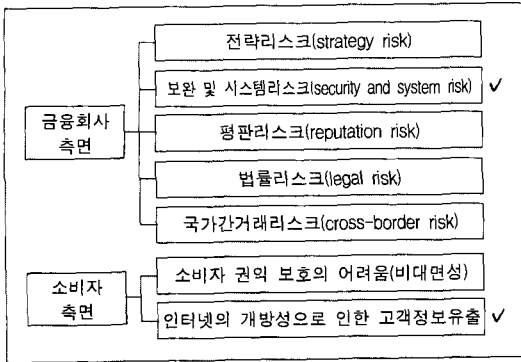 전략리스크(strategy risk)
보완 및 시스템리스크(security and system risk) ✓
금융회사
측면
평판리스크(reputation risk)
법률리스크(legal risk)
국가간거래리스크(cross-border risk)
소비자
측면
소비자 권익 보호의 어려움(비대면성)
인터넷의 개방성으로 인한 고객정보유출 ✓